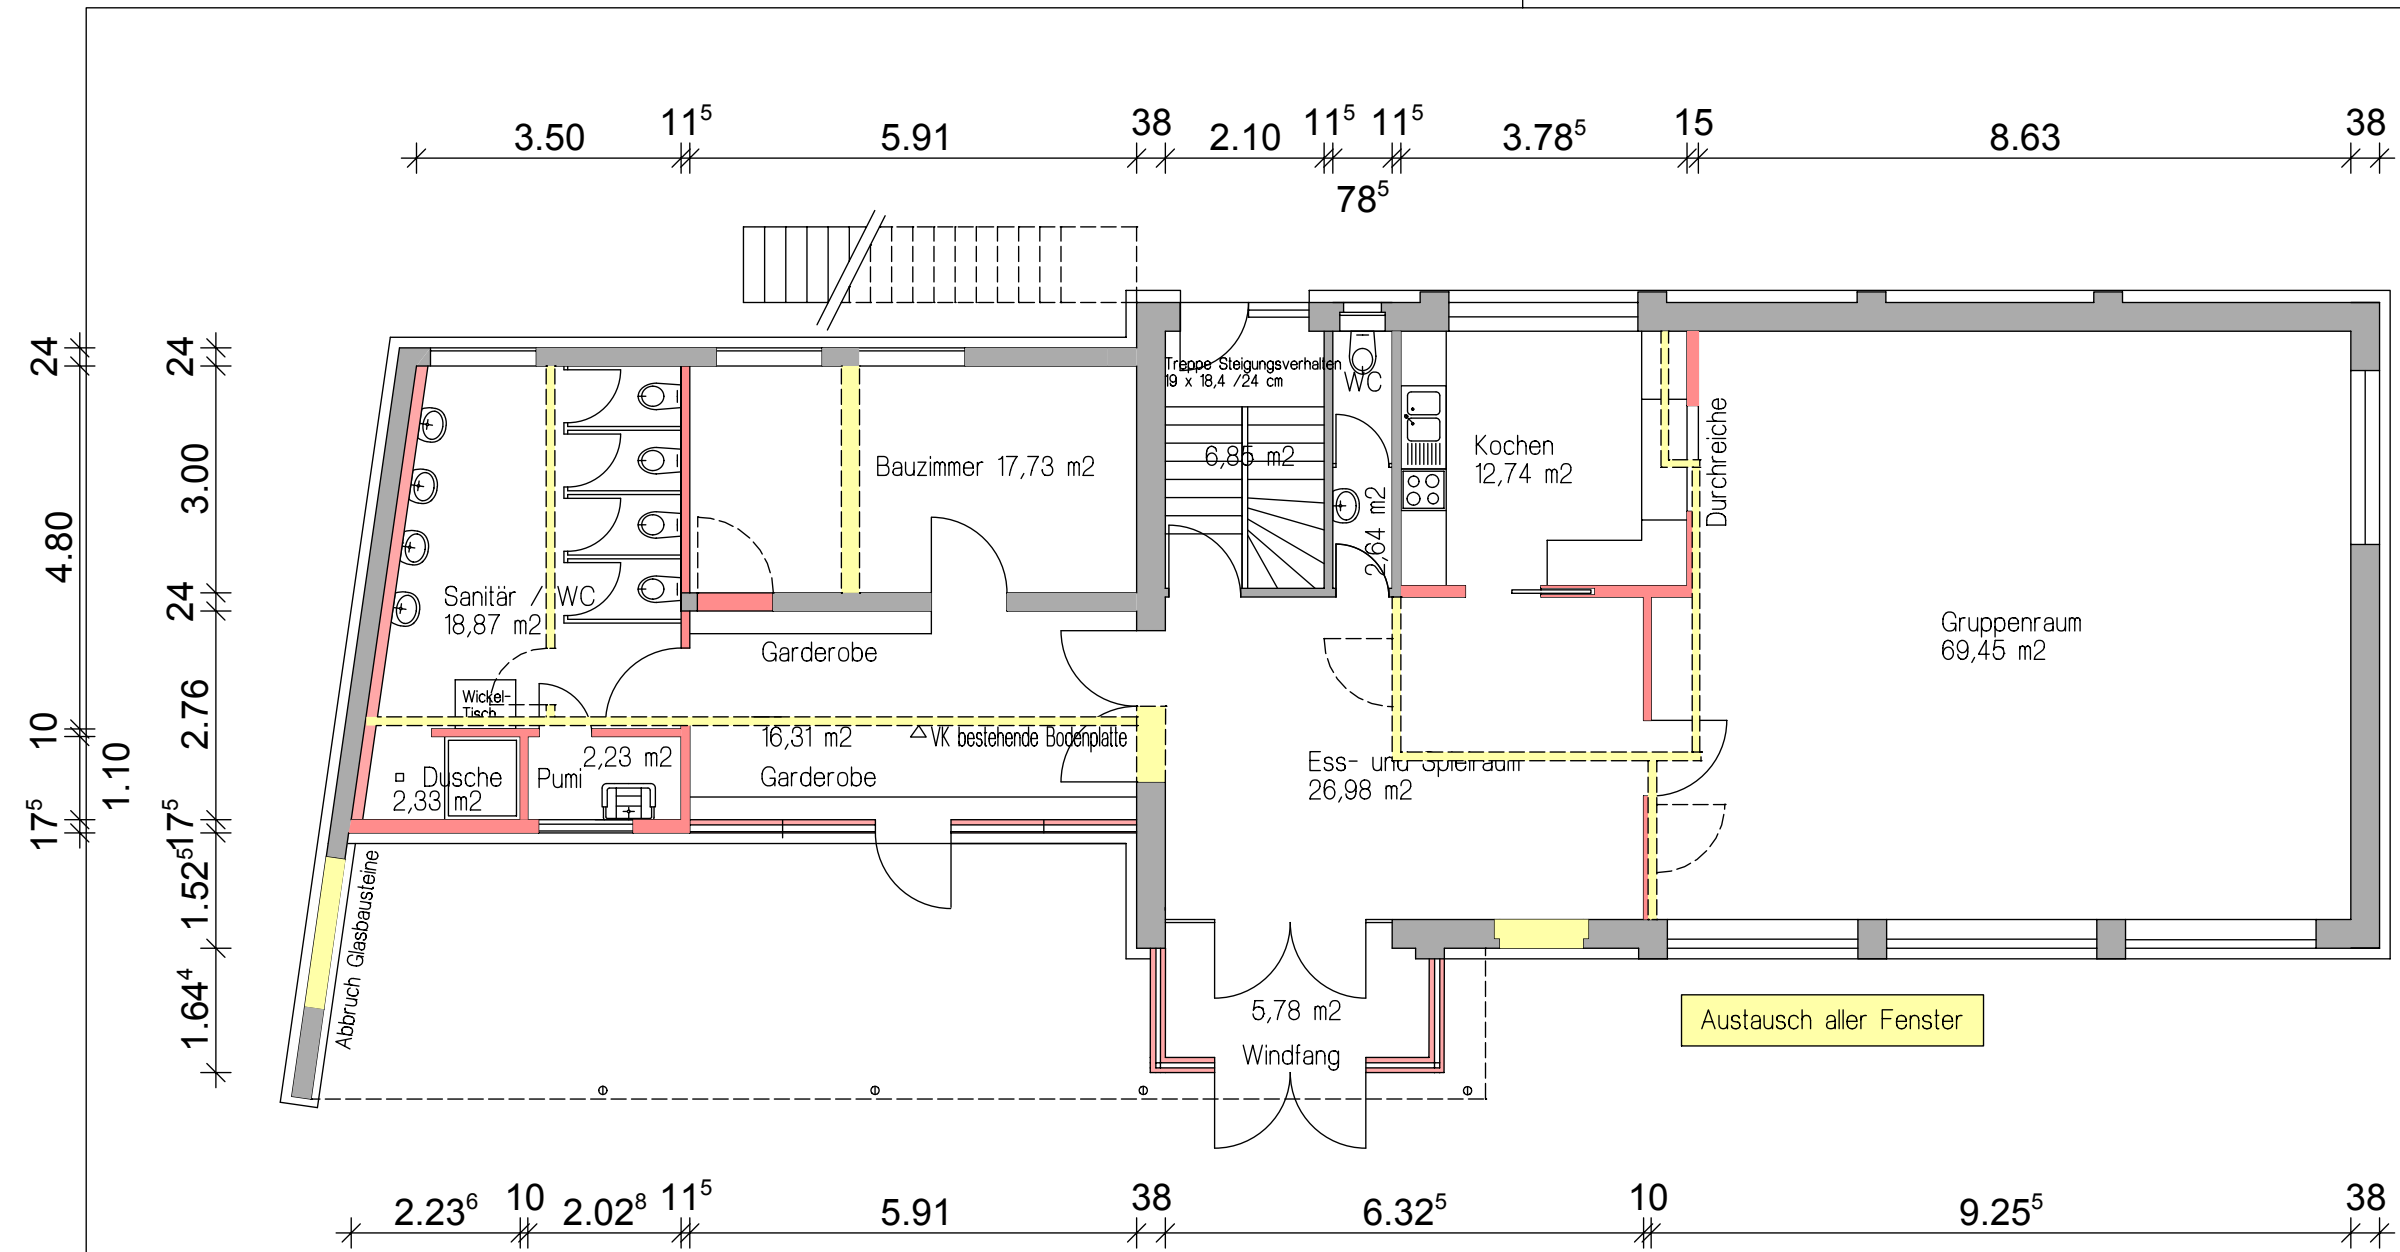 3.50
11⁵
5.91
38
2.10
11⁵
11⁵
3.78⁵
15
8.63
38
78⁵
24
4.80
10
1.10
17⁵
24
3.00
24
2.76
17⁵
1.52⁵
1.64⁴
Treppe Steigungsverhalten
19 x 18,4 /24 cm
WC
2,64 m2
6,85 m2
Kochen
12,74 m2
Durchreiche
Bauzimmer 17,73 m2
Sanitär / WC
18,87 m2
Garderobe
Gruppenraum
69,45 m2
Wickel-
Tisch
16,31 m2
VK bestehende Bodenplatte
Garderobe
Dusche
2,33 m2
Pumi
2,23 m2
Ess- und Spielraum
26,98 m2
Abbruch Glasbausteine
5,78 m2
Windfang
Austausch aller Fenster
2.23⁶
10
2.02⁸
11⁵
5.91
38
6.32⁵
10
9.25⁵
38